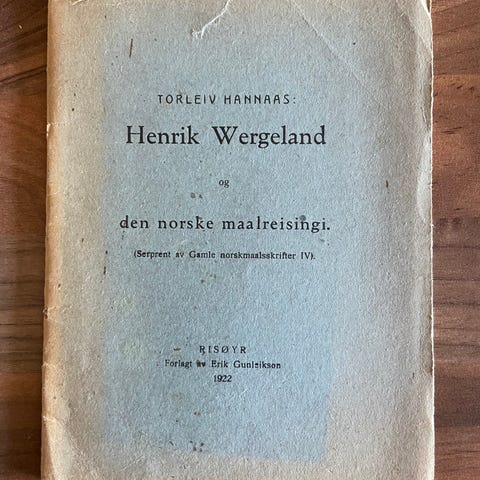 TORLEIV HANNAAS:
Henrik Wergeland
og
den norske maalreisingi.
(Serprent av Gamle norskmaalsskrifter IV).
RISØYR
Forlagt av Erik Gunleikson
1922